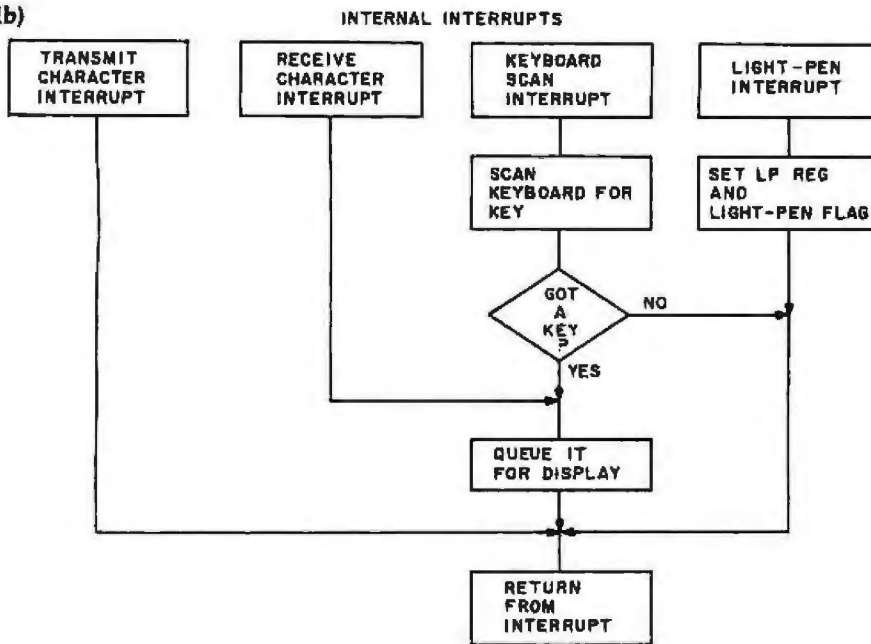 (b)
INTERNAL INTERRUPTS
TRANSMIT
CHARACTER
INTERRUPT
RECEIVE
CHARACTER
INTERRUPT
KEYBOARD
SCAN
INTERRUPT
LIGHT-PEN
INTERRUPT
SCAN
KEYBOARD FOR
KEY
SET LP REG
AND
LIGHT-PEN FLAG
GOT
A
KEY
?
NO
YES
QUEUE IT
FOR DISPLAY
RETURN
FROM
INTERRUPT